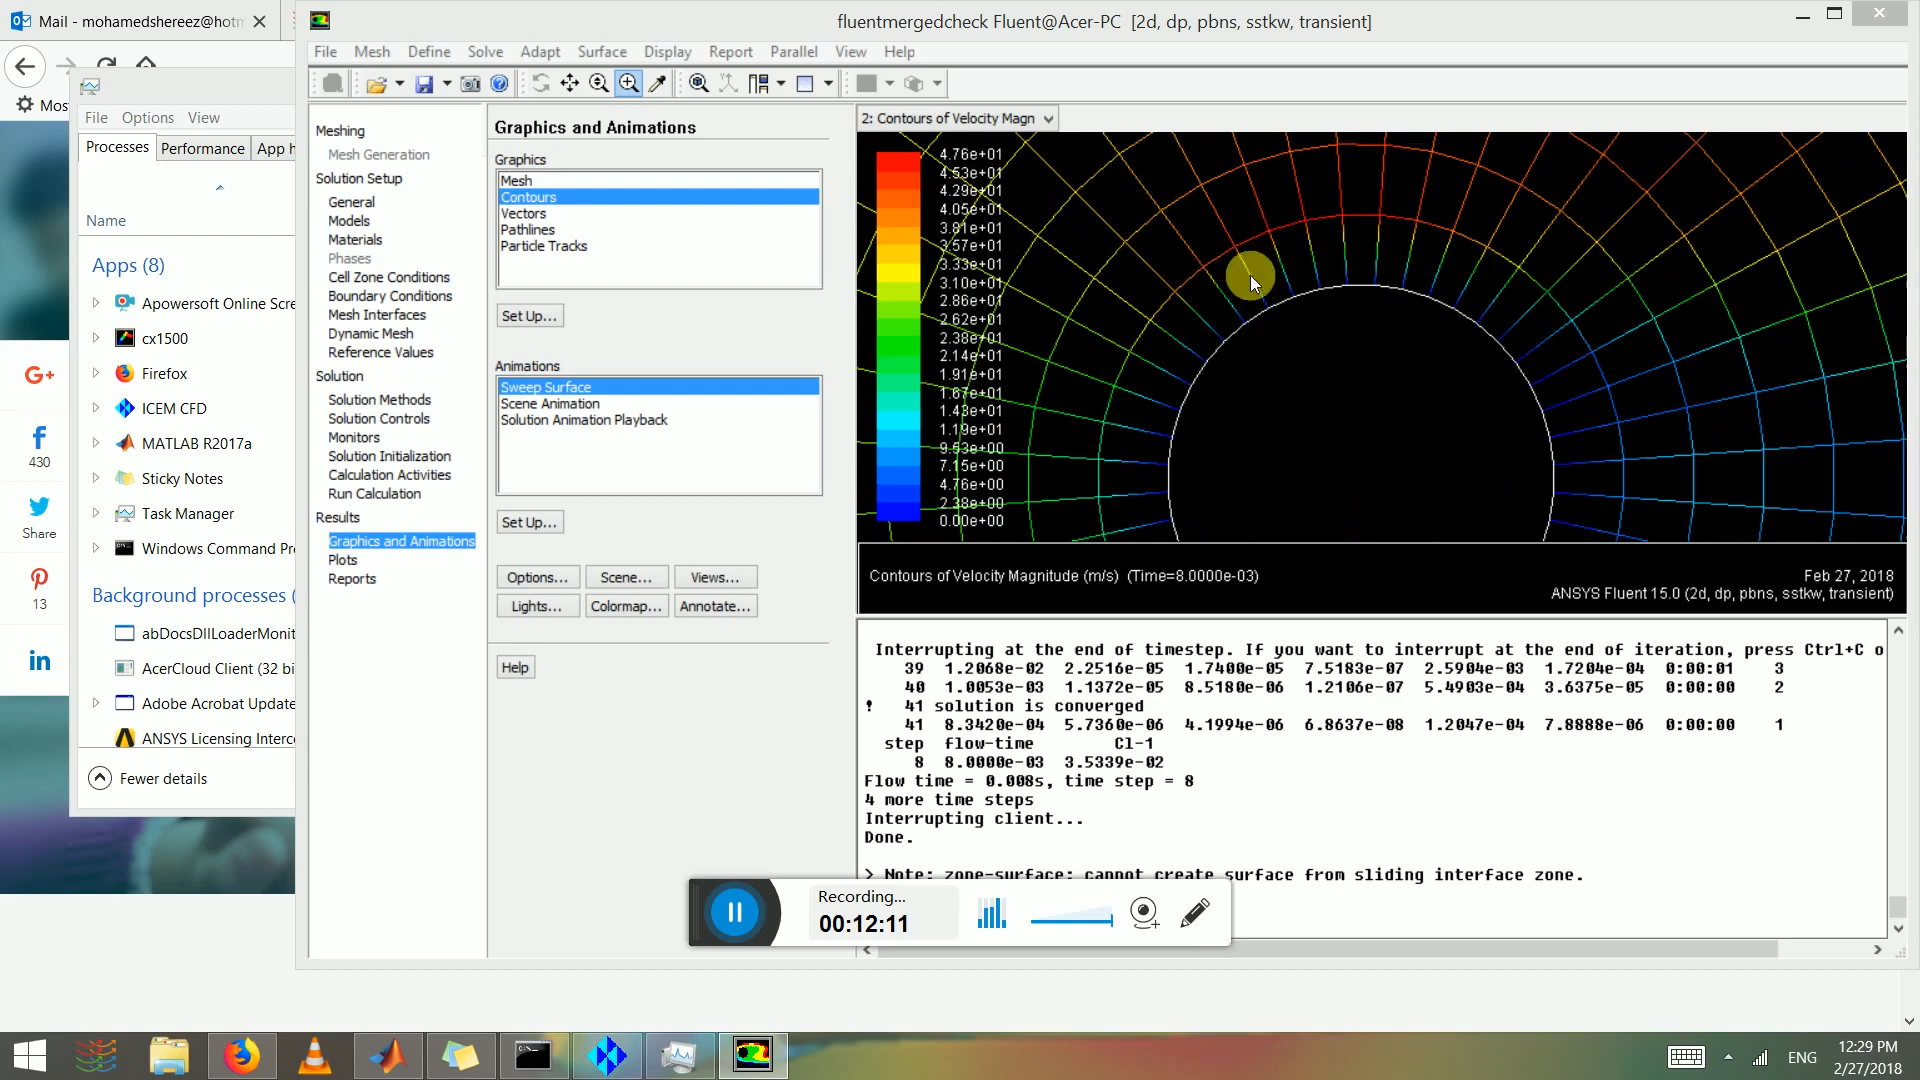 Mail - mohamedshereez@hotm
fluentmergedcheck Fluent@Acer-PC [2d, dp, pbns, sstkw, transient]
File Mesh Define Solve Adapt Surface Display Report Parallel View Help
Mos
File Options View
Processes Performance App h
Name
Apps (8)
Apowersoft Online Scre
cx1500
Firefox
ICEM CFD
MATLAB R2017a
Sticky Notes
Task Manager
Windows Command Pro
Background processes (
abDocsDllLoaderMonit
AcerCloud Client (32 bi
Adobe Acrobat Update
ANSYS Licensing Interc
Fewer details
G+
430
Share
13
in
Meshing
Mesh Generation
Solution Setup
General
Models
Materials
Phases
Cell Zone Conditions
Boundary Conditions
Mesh Interfaces
Dynamic Mesh
Reference Values
Solution
Solution Methods
Solution Controls
Monitors
Solution Initialization
Calculation Activities
Run Calculation
Results
Graphics and Animations
Plots
Reports
Graphics and Animations
Graphics
Mesh
Contours
Vectors
Pathlines
Particle Tracks
Set Up...
Animations
Sweep Surface
Scene Animation
Solution Animation Playback
Set Up...
Options... Scene... Views...
Lights... Colormap... Annotate...
Help
2: Contours of Velocity Magn
4.76e+01
4.53e+01
4.29e+01
4.05e+01
3.81e+01
3.57e+01
3.33e+01
3.10e+01
2.86e+01
2.62e+01
2.38e+01
2.14e+01
1.91e+01
1.67e+01
1.43e+01
1.19e+01
9.53e+00
7.15e+00
4.76e+00
2.38e+00
0.00e+00
Contours of Velocity Magnitude (m/s) (Time=8.0000e-03)
Feb 27, 2018
ANSYS Fluent 15.0 (2d, dp, pbns, sstkw, transient)
Interrupting at the end of timestep. If you want to interrupt at the end of iteration, press Ctrl+C o
39 1.2068e-02 2.2516e-05 1.7400e-05 7.5183e-07 2.5904e-03 1.7204e-04 0:00:01 3
40 1.0053e-03 1.1372e-05 8.5180e-06 1.2106e-07 5.4903e-04 3.6375e-05 0:00:00 2
! 41 solution is converged
41 8.3420e-04 5.7360e-06 4.1994e-06 6.8637e-08 1.2047e-04 7.8888e-06 0:00:00 1
step flow-time Cl-1
8 8.0000e-03 3.5339e-02
Flow time = 0.008s, time step = 8
4 more time steps
Interrupting client...
Done.
> Note: zone-surface: cannot create surface from sliding interface zone.
Recording...
00:12:11
ENG
12:29 PM
2/27/2018